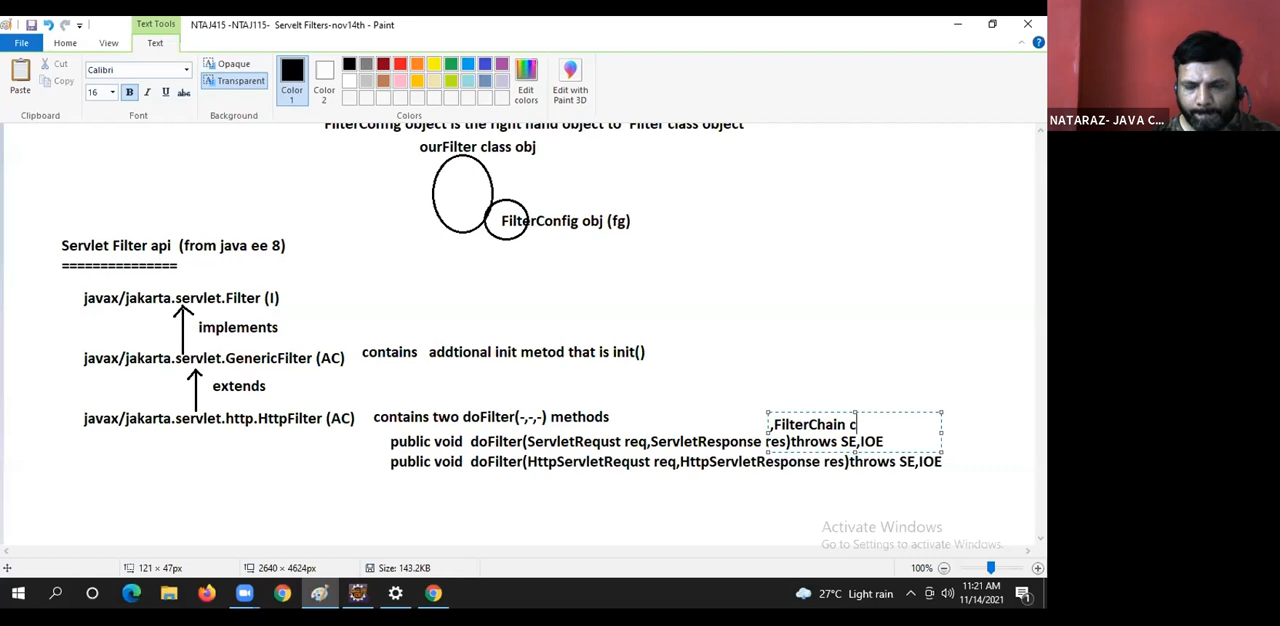 Text Tools
NTAJ415 -NTAJ115- Servelt Filters-nov14th - Paint
File Home View Text
Paste
Cut
Copy
Clipboard
Calibri
16 B I U abc
Font
Opaque
Transparent
Background
Color 1
Color 2
Edit colors
Colors
Edit with Paint 3D
NATARAZ- JAVA C...
FilterConfig object is the right hand object to Filter class object
ourFilter class obj
FilterConfig obj (fg)
Servlet Filter api (from java ee 8)
===============
javax/jakarta.servlet.Filter (I)
implements
javax/jakarta.servlet.GenericFilter (AC) contains addtional init metod that is init()
extends
javax/jakarta.servlet.http.HttpFilter (AC) contains two doFilter(-,-,-) methods
,FilterChain c
public void doFilter(ServletRequst req,ServletResponse res)throws SE,IOE
public void doFilter(HttpServletRequst req,HttpServletResponse res)throws SE,IOE
Activate Windows
Go to Settings to activate Windows.
121 × 47px 2640 × 4624px Size: 143.2KB 100%
27°C Light rain 11:21 AM
11/14/2021
1